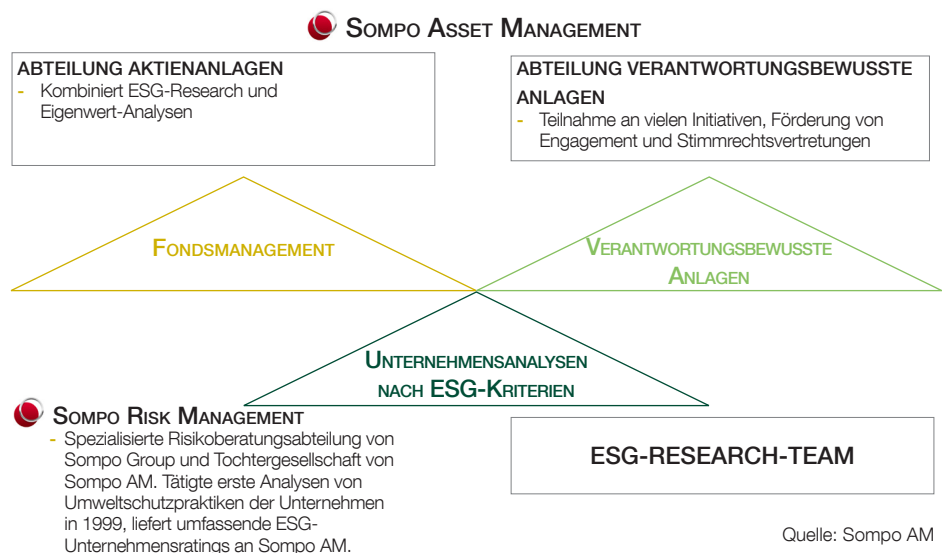 SOMPO ASSET MANAGEMENT
ABTEILUNG AKTIENANLAGEN
- Kombiniert ESG-Research und
Eigenwert-Analysen
ABTEILUNG VERANTWORTUNGSBEWUSSTE
ANLAGEN
- Teilnahme an vielen Initiativen, Förderung von
Engagement und Stimmrechtsvertretungen
FONDSMANAGEMENT
VERANTWORTUNGSBEWUSSTE
ANLAGEN
UNTERNEHMENSANALYSEN
NACH ESG-KRITERIEN
SOMPO RISK MANAGEMENT
- Spezialisierte Risikoberatungsabteilung von
Sompo Group und Tochtergesellschaft von
Sompo AM. Tätigte erste Analysen von
Umweltschutzpraktiken der Unternehmen
in 1999, liefert umfassende ESG-
Unternehmensratings an Sompo AM.
ESG-RESEARCH-TEAM
Quelle: Sompo AM